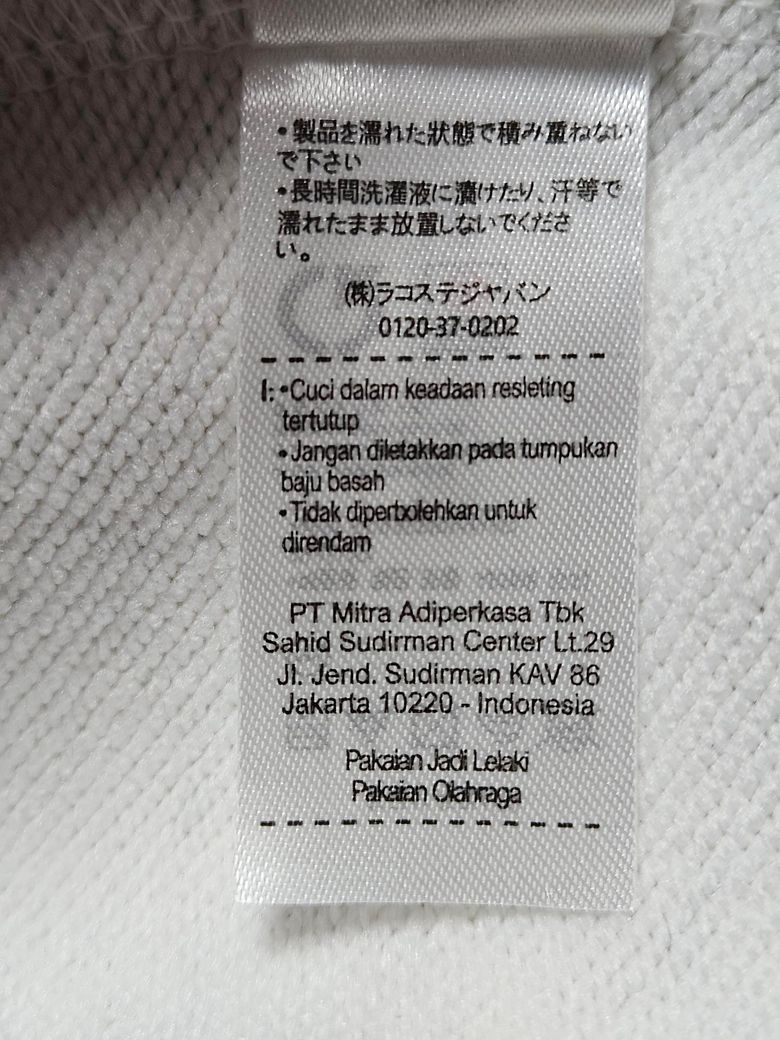 ・製品を濡れた狀態で積み重ねない
で下さい
・長時間洗濯液に漬けたり、汗等で
濡れたまま放置しないでくださ
い。
(株)ラコステジャパン
0120-37-0202
I: •Cuci dalam keadaan resleting
tertutup
•Jangan diletakkan pada tumpukan
baju basah
•Tidak diperbolehkan untuk
direndam
PT Mitra Adiperkasa Tbk
Sahid Sudirman Center Lt.29
Jl. Jend. Sudirman KAV 86
Jakarta 10220 - Indonesia
Pakaian Jadi Lelaki
Pakaian Olahraga